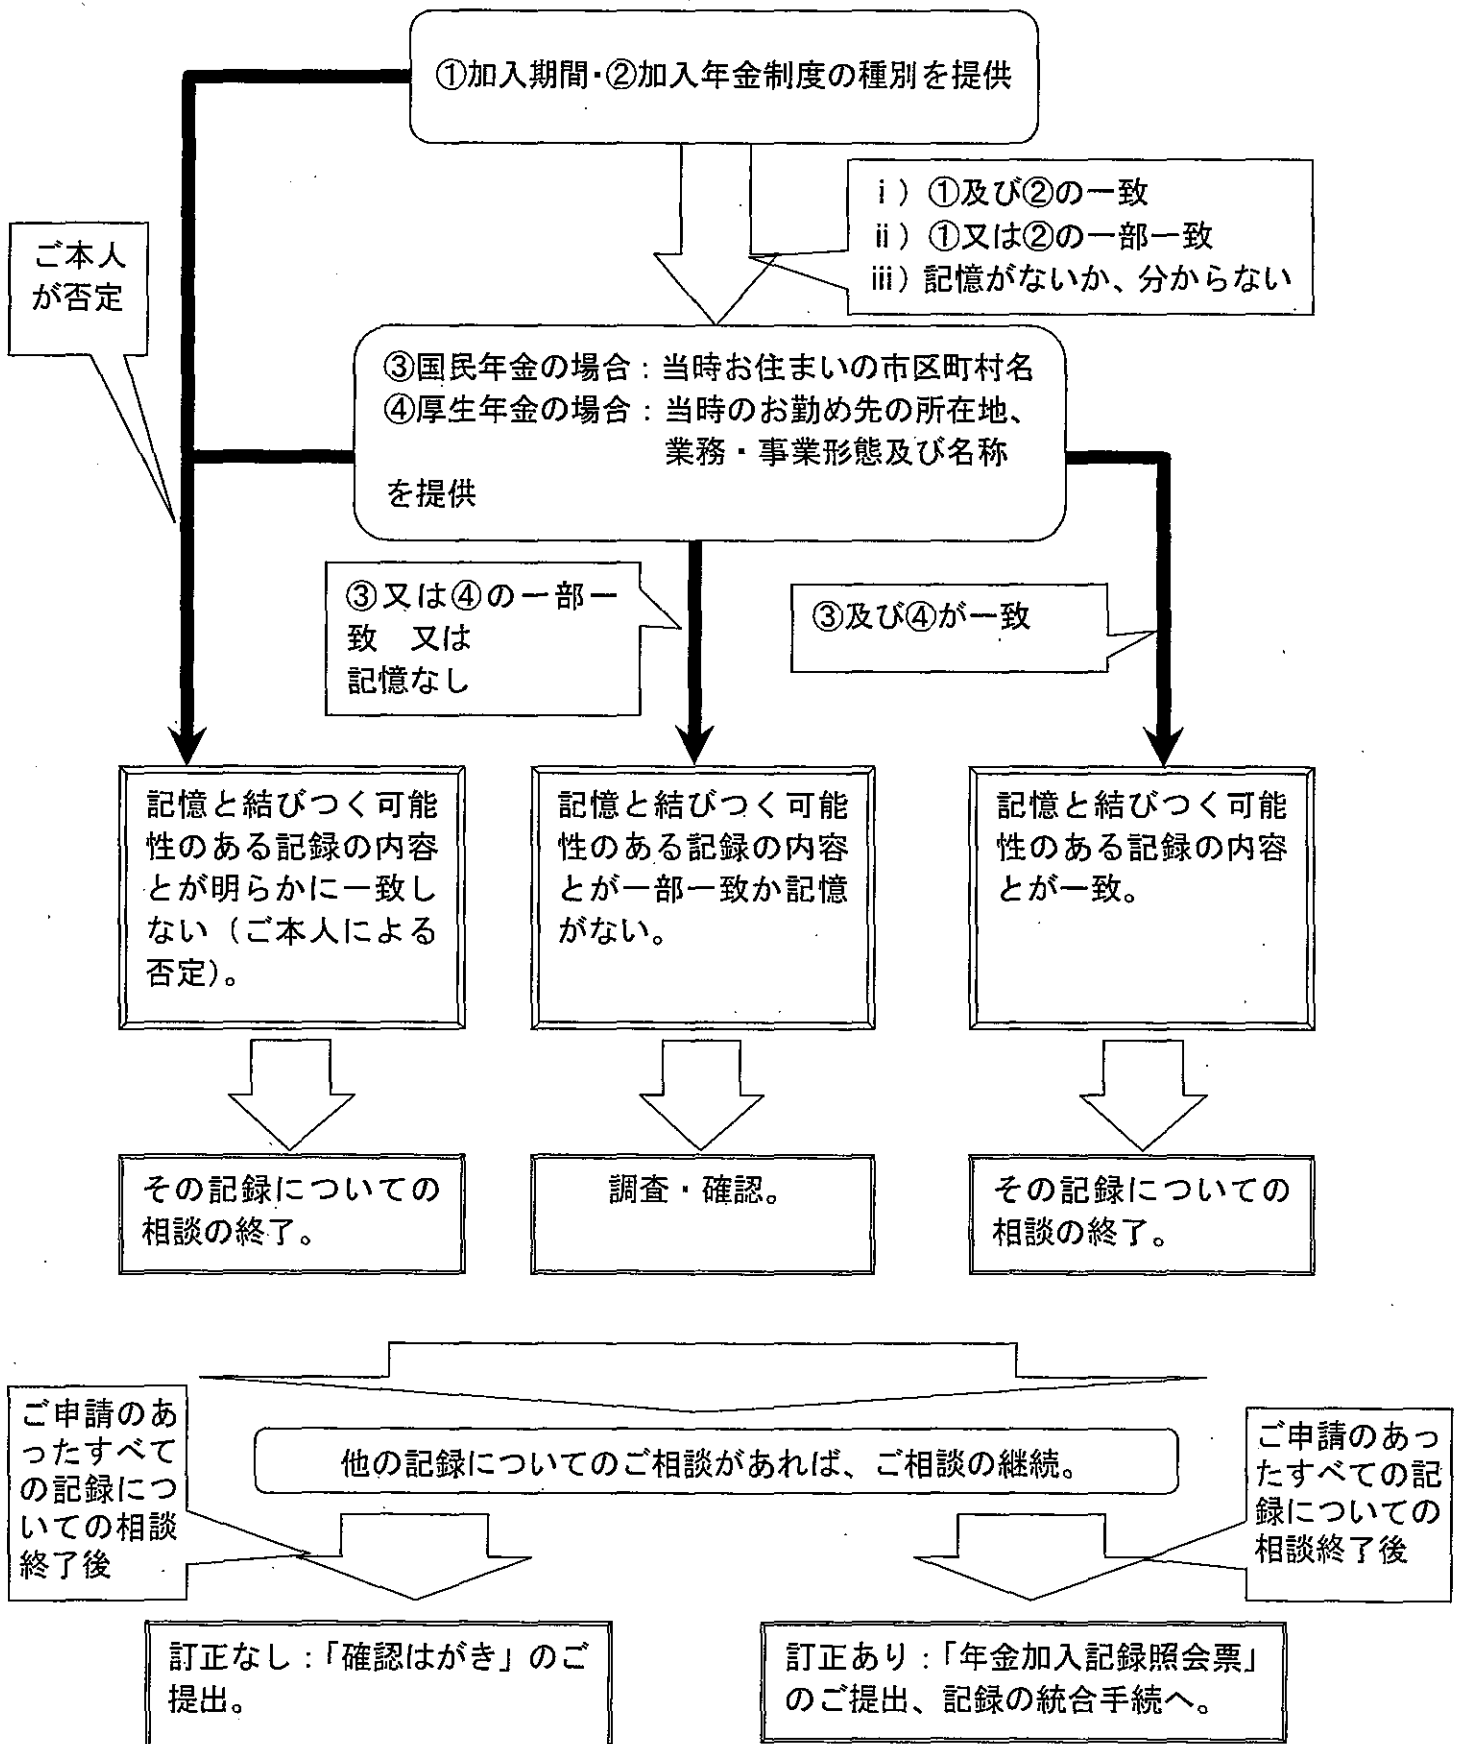 ①加入期間・②加入年金制度の種別を提供
ⅰ）①及び②の一致
ⅱ）①又は②の一部一致
ⅲ）記憶がないか、分からない
ご本人
が否定
③国民年金の場合：当時お住まいの市区町村名
④厚生年金の場合：当時のお勤め先の所在地、
業務・事業形態及び名称
を提供
③又は④の一部一
致　又は
記憶なし
③及び④が一致
記憶と結びつく可能
性のある記録の内容
とが明らかに一致し
ない（ご本人による
否定）。
記憶と結びつく可能
性のある記録の内容
とが一部一致か記憶
がない。
記憶と結びつく可能
性のある記録の内容
とが一致。
その記録についての
相談の終了。
調査・確認。
その記録についての
相談の終了。
ご申請のあ
ったすべて
の記録につ
いての相談
終了後
他の記録についてのご相談があれば、ご相談の継続。
ご申請のあっ
たすべての記
録についての
相談終了後
訂正なし：「確認はがき」のご
提出。
訂正あり：「年金加入記録照会票」
のご提出、記録の統合手続へ。